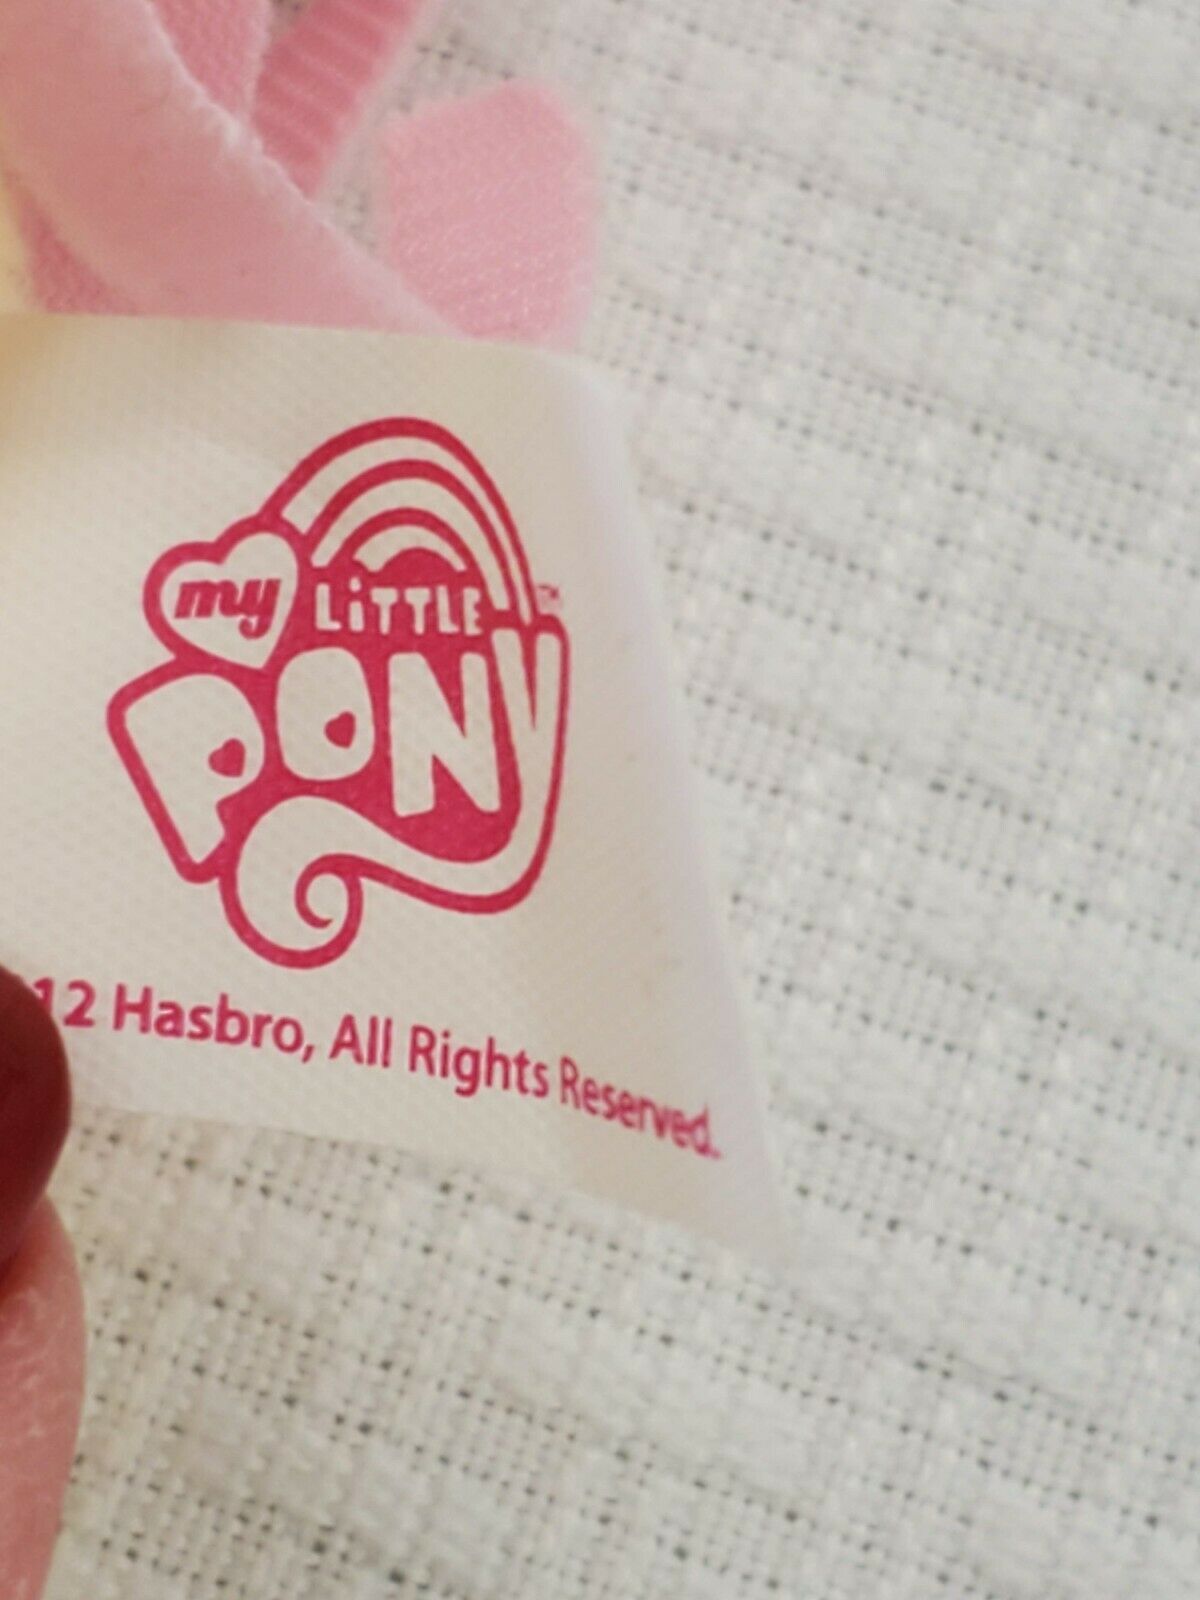 my LiTTLE ™
PONY
12 Hasbro, All Rights Reserved.